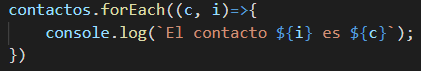 contactos.forEach((c, i)=>{
    console.log(`El contacto ${i} es ${c}`);
})